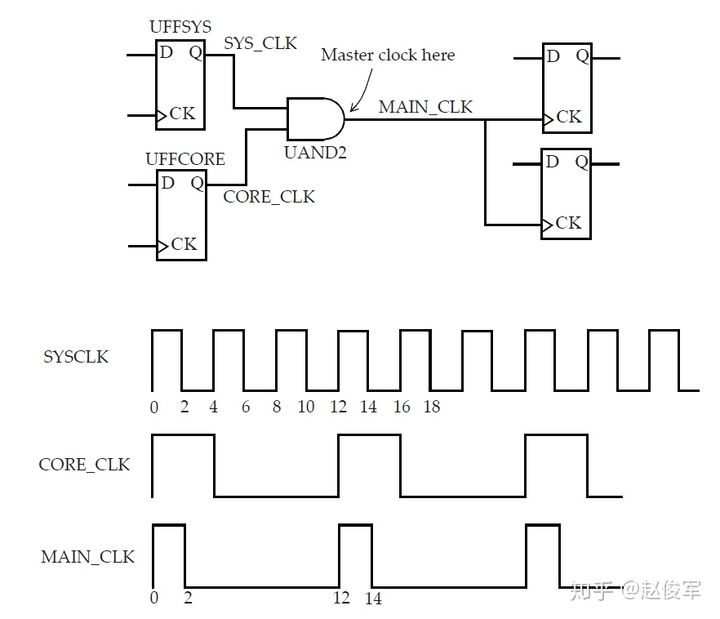 UFFSYS
D Q
CK
SYS_CLK
Master clock here
D Q
CK
MAIN_CLK
UAND2
UFFCORE
D Q
CK
CORE_CLK
D Q
CK
SYSCLK
0 2 4 6 8 10 12 14 16 18
CORE_CLK
MAIN_CLK
0 2 12 14
知乎 @赵俊军